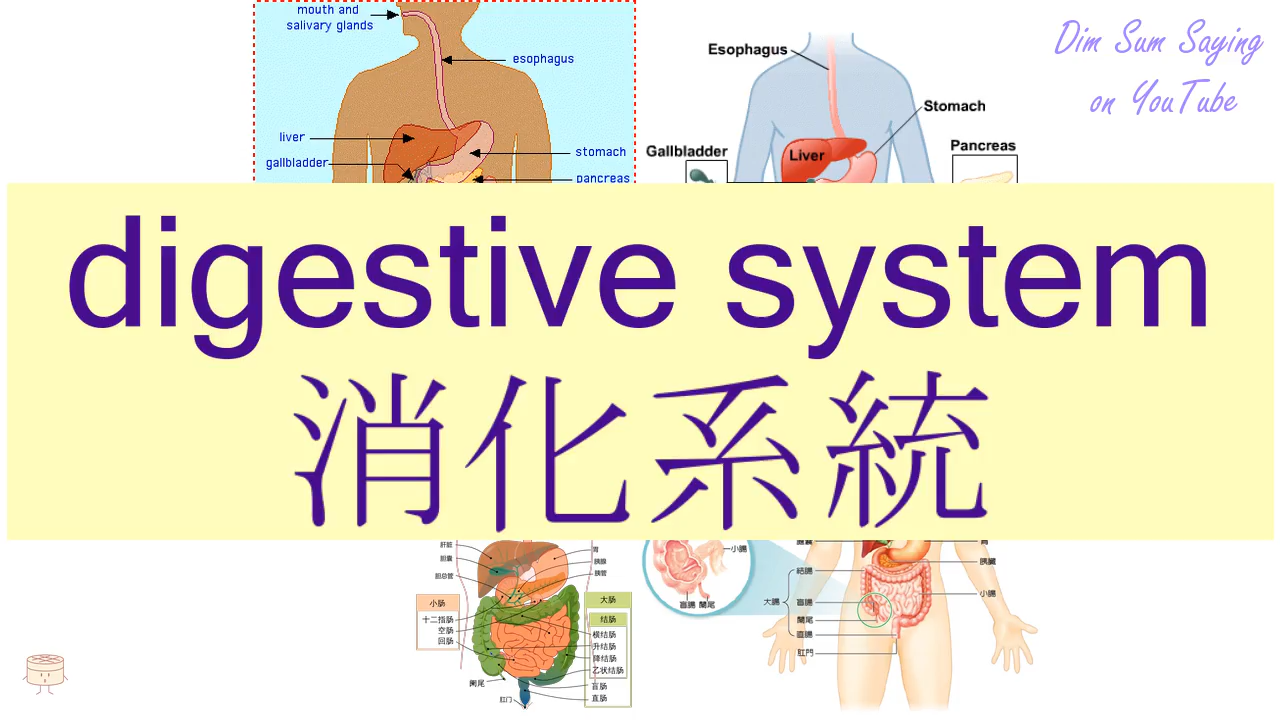 mouth and
salivary glands
esophagus
liver
gallbladder
stomach
pancreas
Esophagus
Stomach
Gallbladder
Liver
Pancreas
Dim Sum Saying
on YouTube
digestive system
消化系統
肝脏
胆囊
胆总管
胃
胰腺
胰管
小肠
十二指肠
空肠
回肠
阑尾
肛门
大肠
结肠
横结肠
升结肠
降结肠
乙状结肠
盲肠
直肠
小腸
盲腸 闌尾
胃
胰臟
結腸
小腸
大腸
盲腸
闌尾
直腸
肛門